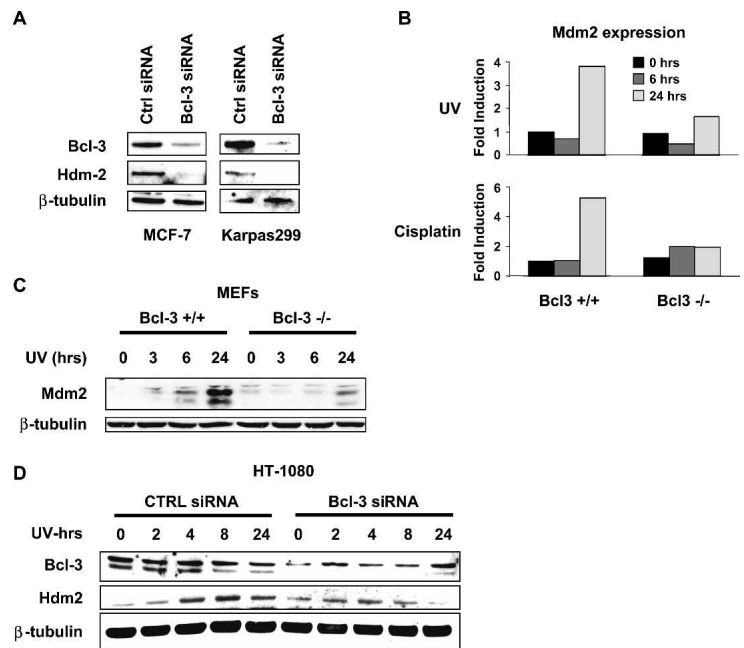 A
Ctrl siRNA
Bcl-3 siRNA
Ctrl siRNA
Bcl-3 siRNA
Bcl-3
Hdm-2
β-tubulin
MCF-7 Karpas299
B
Mdm2 expression
UV
Fold Induction
4
3
2
1
0
0 hrs
6 hrs
24 hrs
Cisplatin
Fold Induction
6
4
2
0
Bcl3 +/+ Bcl3 -/-
C
MEFs
Bcl-3 +/+ Bcl-3 -/-
UV (hrs) 0 3 6 24 0 3 6 24
Mdm2
β-tubulin
D
HT-1080
CTRL siRNA Bcl-3 siRNA
UV-hrs 0 2 4 8 24 0 2 4 8 24
Bcl-3
Hdm2
β-tubulin